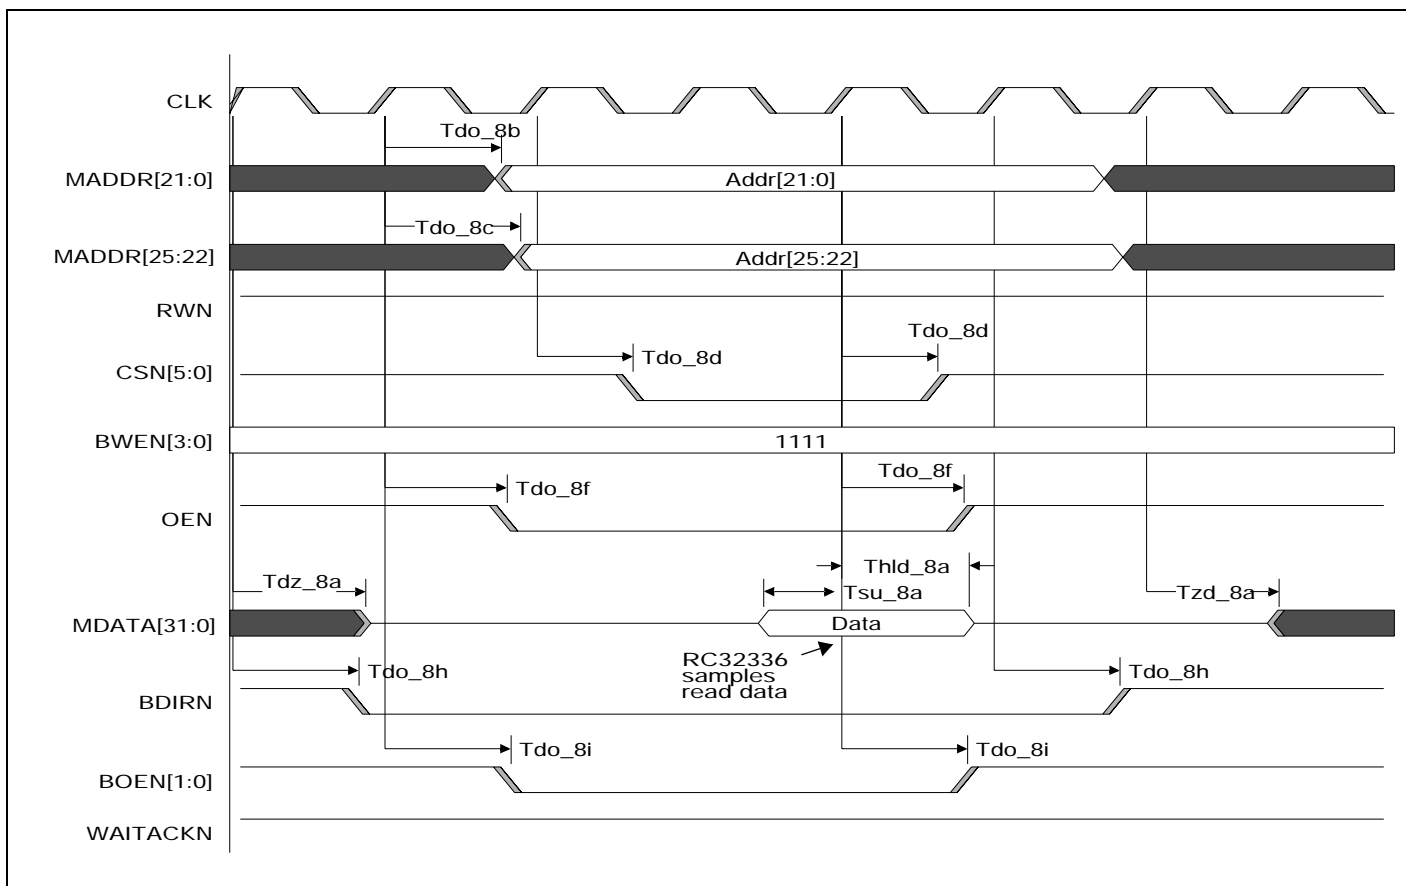 CLK
Tdo_8b
MADDR[21:0]
Addr[21:0]
Tdo_8c
MADDR[25:22]
Addr[25:22]
RWN
Tdo_8d
Tdo_8d
CSN[5:0]
BWEN[3:0]
1111
Tdo_8f
Tdo_8f
OEN
Thld_8a
Tdz_8a
Tsu_8a
Tzd_8a
MDATA[31:0]
Data
RC32336
samples
read data
Tdo_8h
Tdo_8h
BDIRN
Tdo_8i
Tdo_8i
BOEN[1:0]
WAITACKN